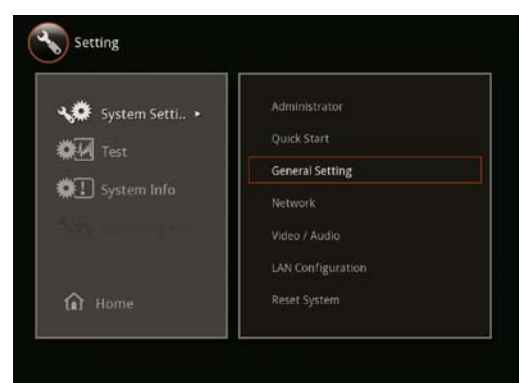 Setting
System Setti..
Test
System Info
Home
Administrator
Quick Start
General Setting
Network
Video / Audio
LAN Configuration
Reset System